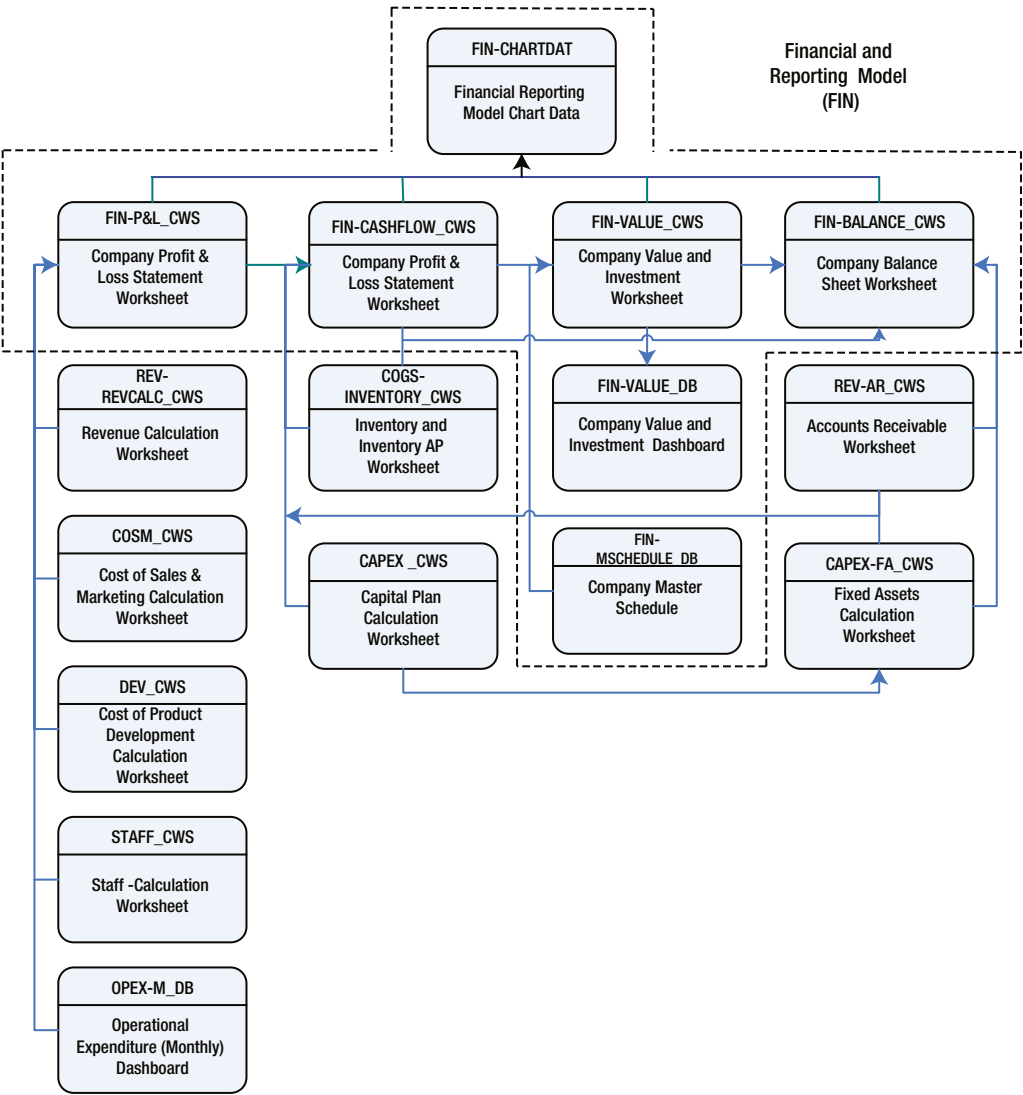 FIN-CHARTDAT
Financial Reporting
Model Chart Data
Financial and
Reporting Model
(FIN)
FIN-P&L_CWS
Company Profit &
Loss Statement
Worksheet
FIN-CASHFLOW_CWS
Company Profit &
Loss Statement
Worksheet
FIN-VALUE_CWS
Company Value and
Investment
Worksheet
FIN-BALANCE_CWS
Company Balance
Sheet Worksheet
REV-
REVCALC_CWS
Revenue Calculation
Worksheet
COGS-
INVENTORY_CWS
Inventory and
Inventory AP
Worksheet
FIN-VALUE_DB
Company Value and
Investment Dashboard
REV-AR_CWS
Accounts Receivable
Worksheet
COSM_CWS
Cost of Sales &
Marketing Calculation
Worksheet
CAPEX _CWS
Capital Plan
Calculation
Worksheet
FIN-
MSCHEDULE_DB
Company Master
Schedule
CAPEX-FA_CWS
Fixed Assets
Calculation
Worksheet
DEV_CWS
Cost of Product
Development
Calculation
Worksheet
STAFF_CWS
Staff -Calculation
Worksheet
OPEX-M_DB
Operational
Expenditure (Monthly)
Dashboard